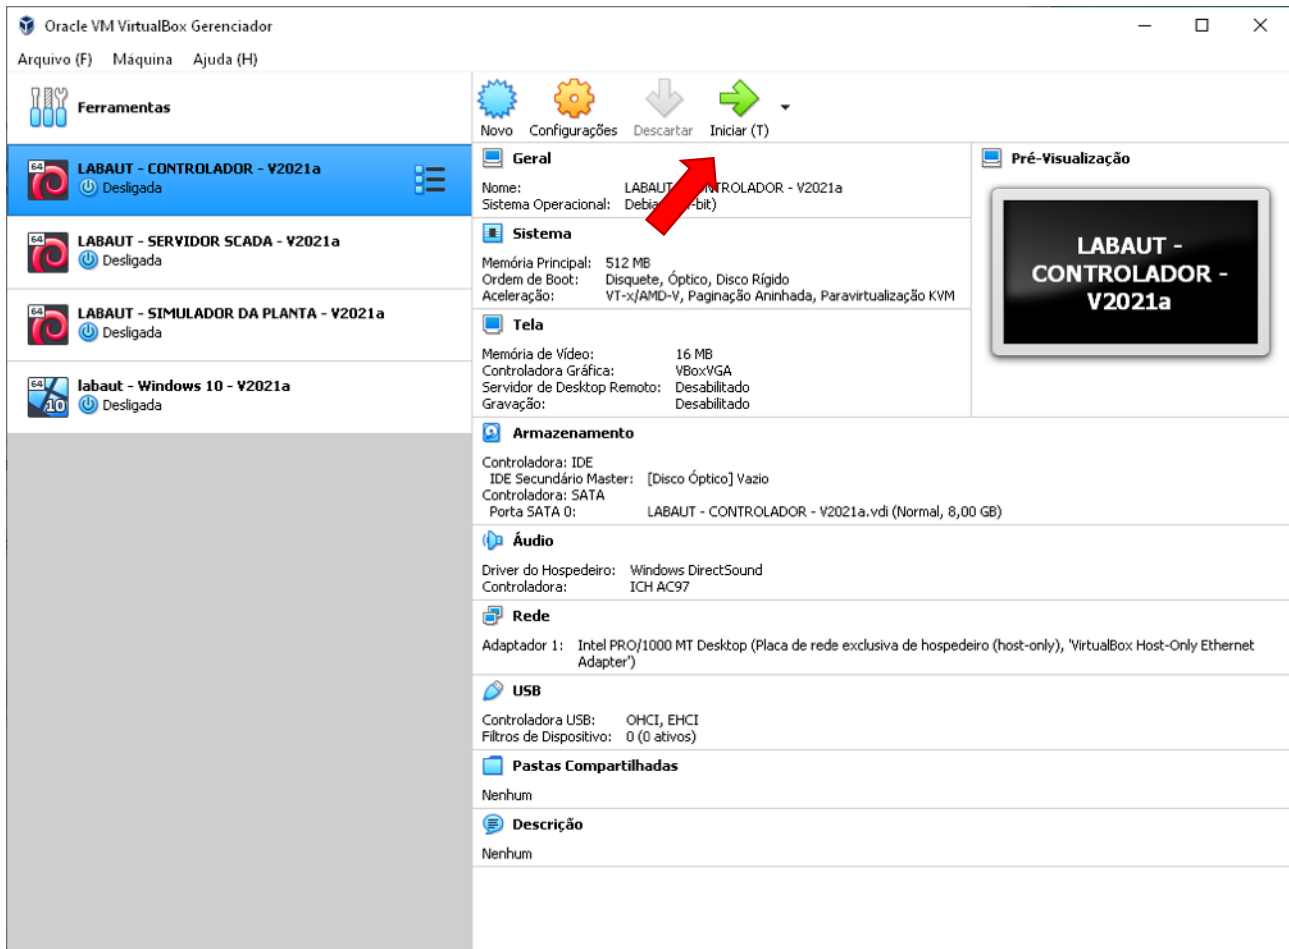 Oracle VM VirtualBox Gerenciador
Arquivo (F) Máquina Ajuda (H)
Ferramentas
Novo Configurações Descartar Iniciar (T)
64
LABAUT - CONTROLADOR - V2021a
Desligada
64
LABAUT - SERVIDOR SCADA - V2021a
Desligada
64
LABAUT - SIMULADOR DA PLANTA - V2021a
Desligada
64
10
labaut - Windows 10 - V2021a
Desligada
Geral
Nome: LABAUT NTROLADOR - V2021a
Sistema Operacional: Debia -bit)
Pré-Visualização
LABAUT -
CONTROLADOR -
V2021a
Sistema
Memória Principal: 512 MB
Ordem de Boot: Disquete, Óptico, Disco Rígido
Aceleração: VT-x/AMD-V, Paginação Aninhada, Paravirtualização KVM
Tela
Memória de Vídeo: 16 MB
Controladora Gráfica: VBoxVGA
Servidor de Desktop Remoto: Desabilitado
Gravação: Desabilitado
Armazenamento
Controladora: IDE
IDE Secundário Master: [Disco Óptico] Vazio
Controladora: SATA
Porta SATA 0: LABAUT - CONTROLADOR - V2021a.vdi (Normal, 8,00 GB)
Áudio
Driver do Hospedeiro: Windows DirectSound
Controladora: ICH AC97
Rede
Adaptador 1: Intel PRO/1000 MT Desktop (Placa de rede exclusiva de hospedeiro (host-only), 'VirtualBox Host-Only Ethernet
Adapter')
USB
Controladora USB: OHCI, EHCI
Filtros de Dispositivo: 0 (0 ativos)
Pastas Compartilhadas
Nenhum
Descrição
Nenhum